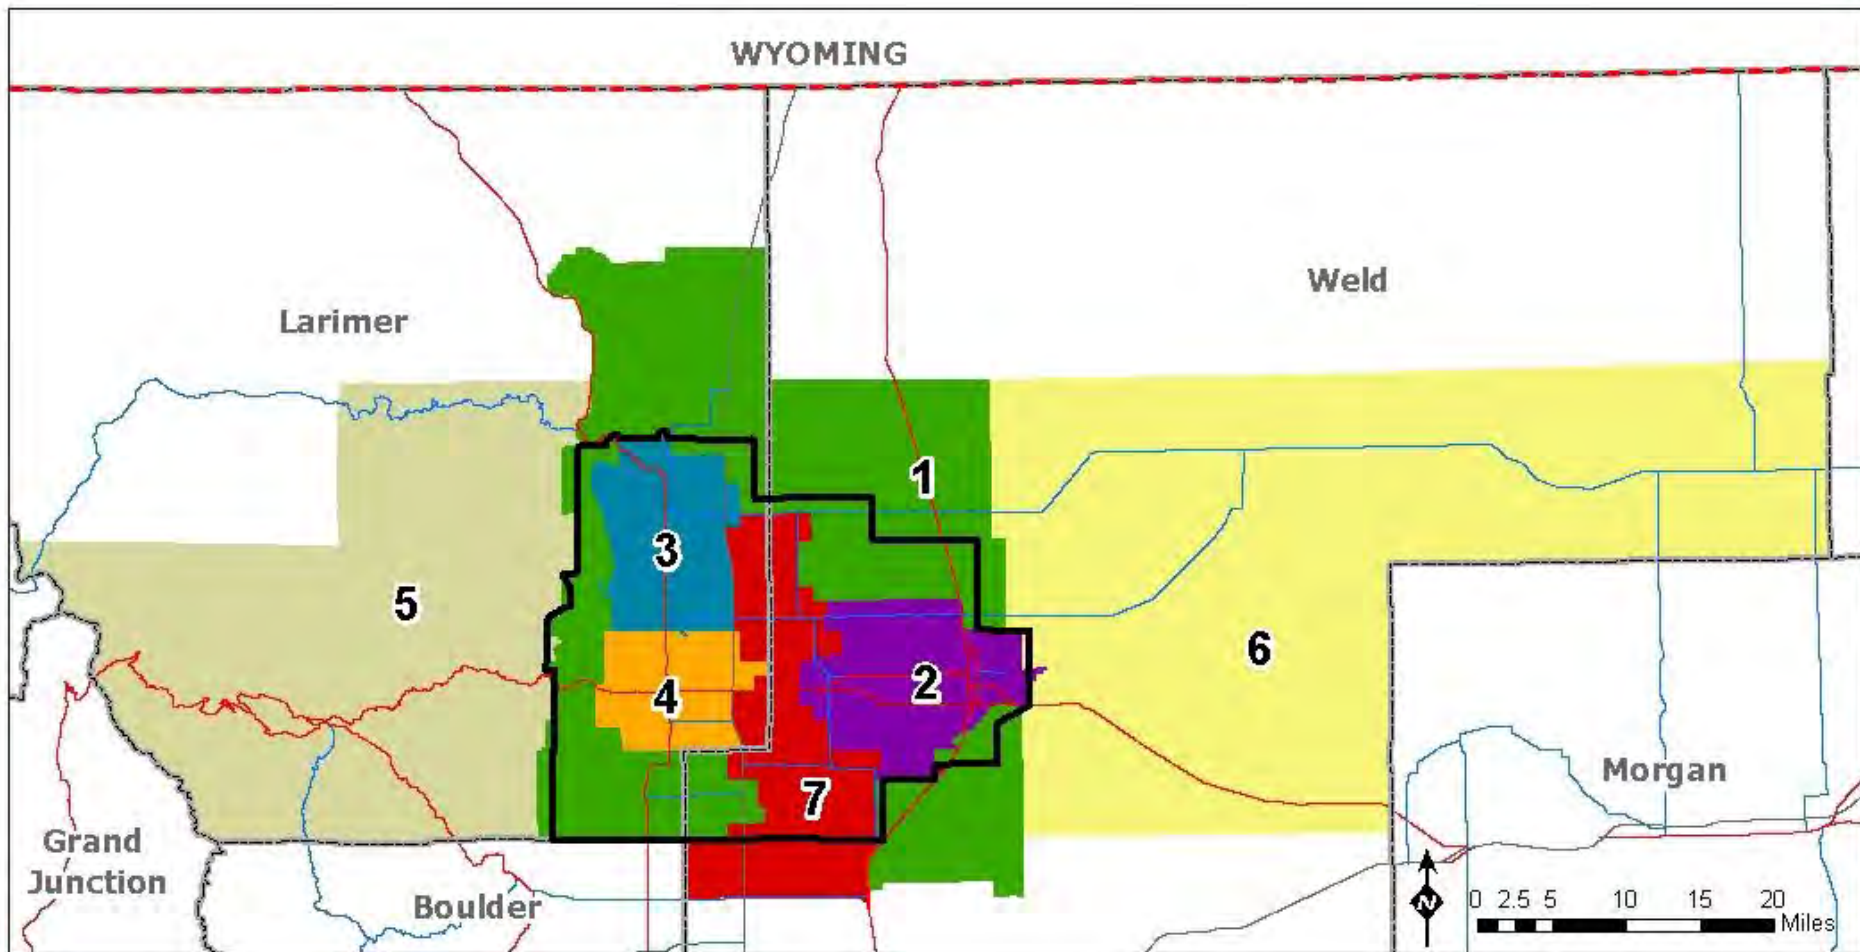 WYOMING
Weld
Larimer
1
3
5
6
2
4
Morgan
7
Grand
Junction
Boulder
N
0 2.5 5 10 15 20
Miles